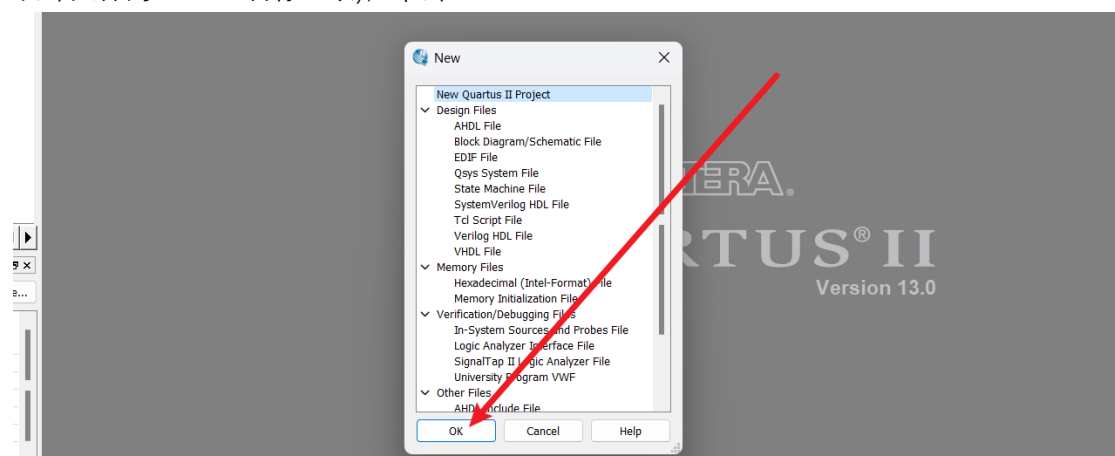 New
New Quartus II Project
Design Files
AHDL File
Block Diagram/Schematic File
EDIF File
Qsys System File
State Machine File
SystemVerilog HDL File
Tcl Script File
Verilog HDL File
VHDL File
Memory Files
Hexadecimal (Intel-Format) File
Memory Initialization File
Verification/Debugging Files
In-System Sources and Probes File
Logic Analyzer Interface File
SignalTap II Logic Analyzer File
University Program VWF
Other Files
AHDL Include File
OK Cancel Help
TERA®
RTUS® II
Version 13.0
e...